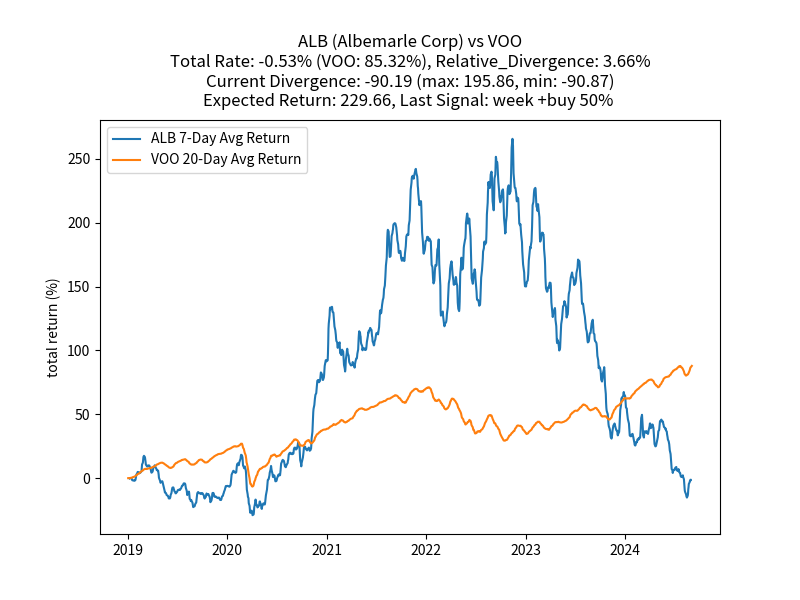 ALB (Albemarle Corp) vs VOO
Total Rate: -0.53% (VOO: 85.32%), Relative_Divergence: 3.66%
Current Divergence: -90.19 (max: 195.86, min: -90.87)
Expected Return: 229.66, Last Signal: week +buy 50%
ALB 7-Day Avg Return
VOO 20-Day Avg Return
total return (%)
250
200
150
100
50
0
2019 2020 2021 2022 2023 2024